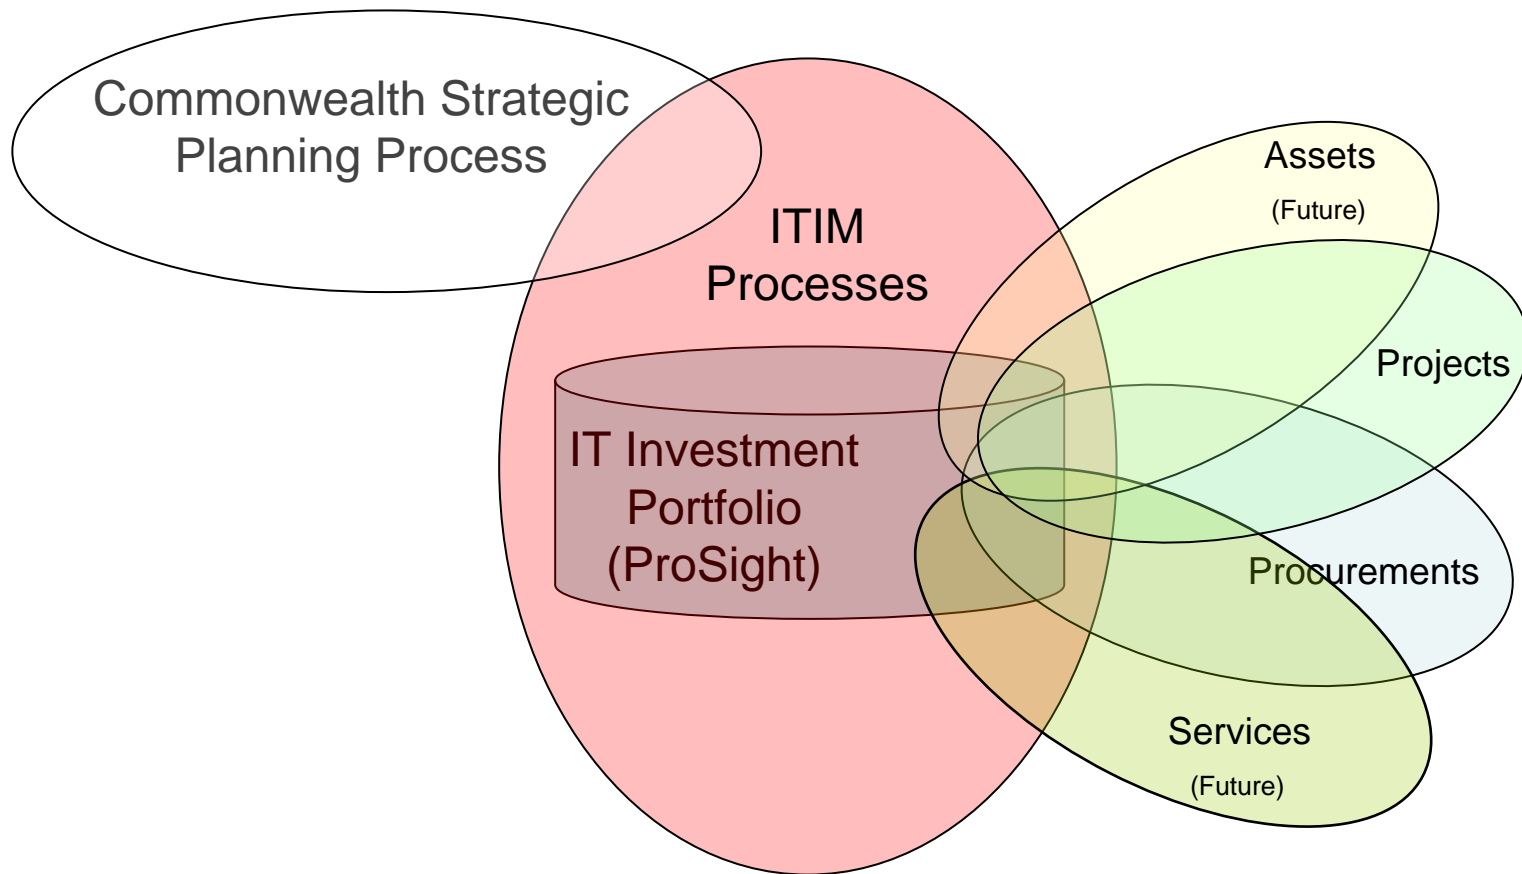 Commonwealth Strategic
Planning Process
ITIM
Processes
IT Investment
Portfolio
(ProSight)
Assets
(Future)
Projects
Procurements
Services
(Future)